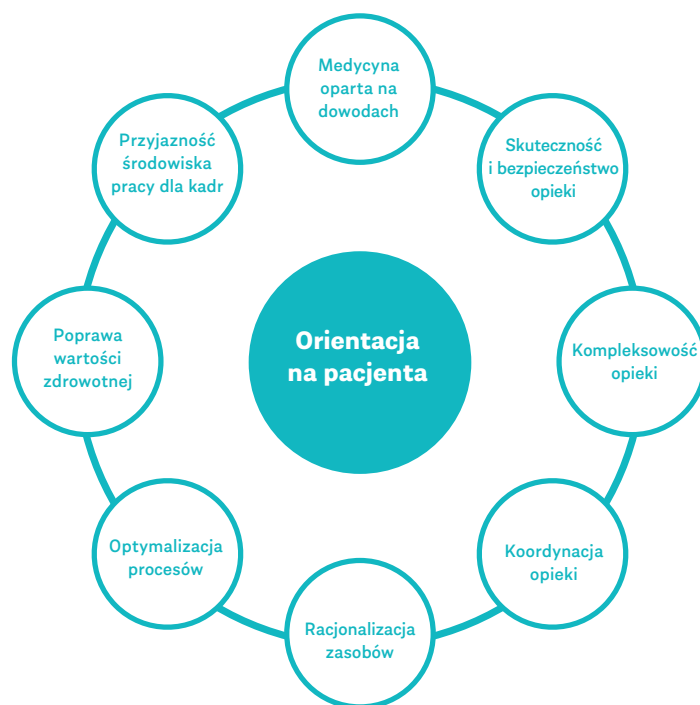 Medycyna
oparta na
dowodach
Skuteczność
i bezpieczeństwo
opieki
Kompleksowość
opieki
Koordynacja
opieki
Racjonalizacja
zasobów
Optymalizacja
procesów
Poprawa
wartości
zdrowotnej
Przyjazność
środowiska
pracy dla kadr
Orientacja
na pacjenta